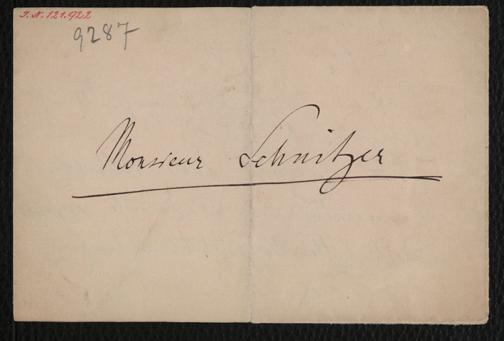 J. N. 121.922
9287
Monsieur Schnitzer